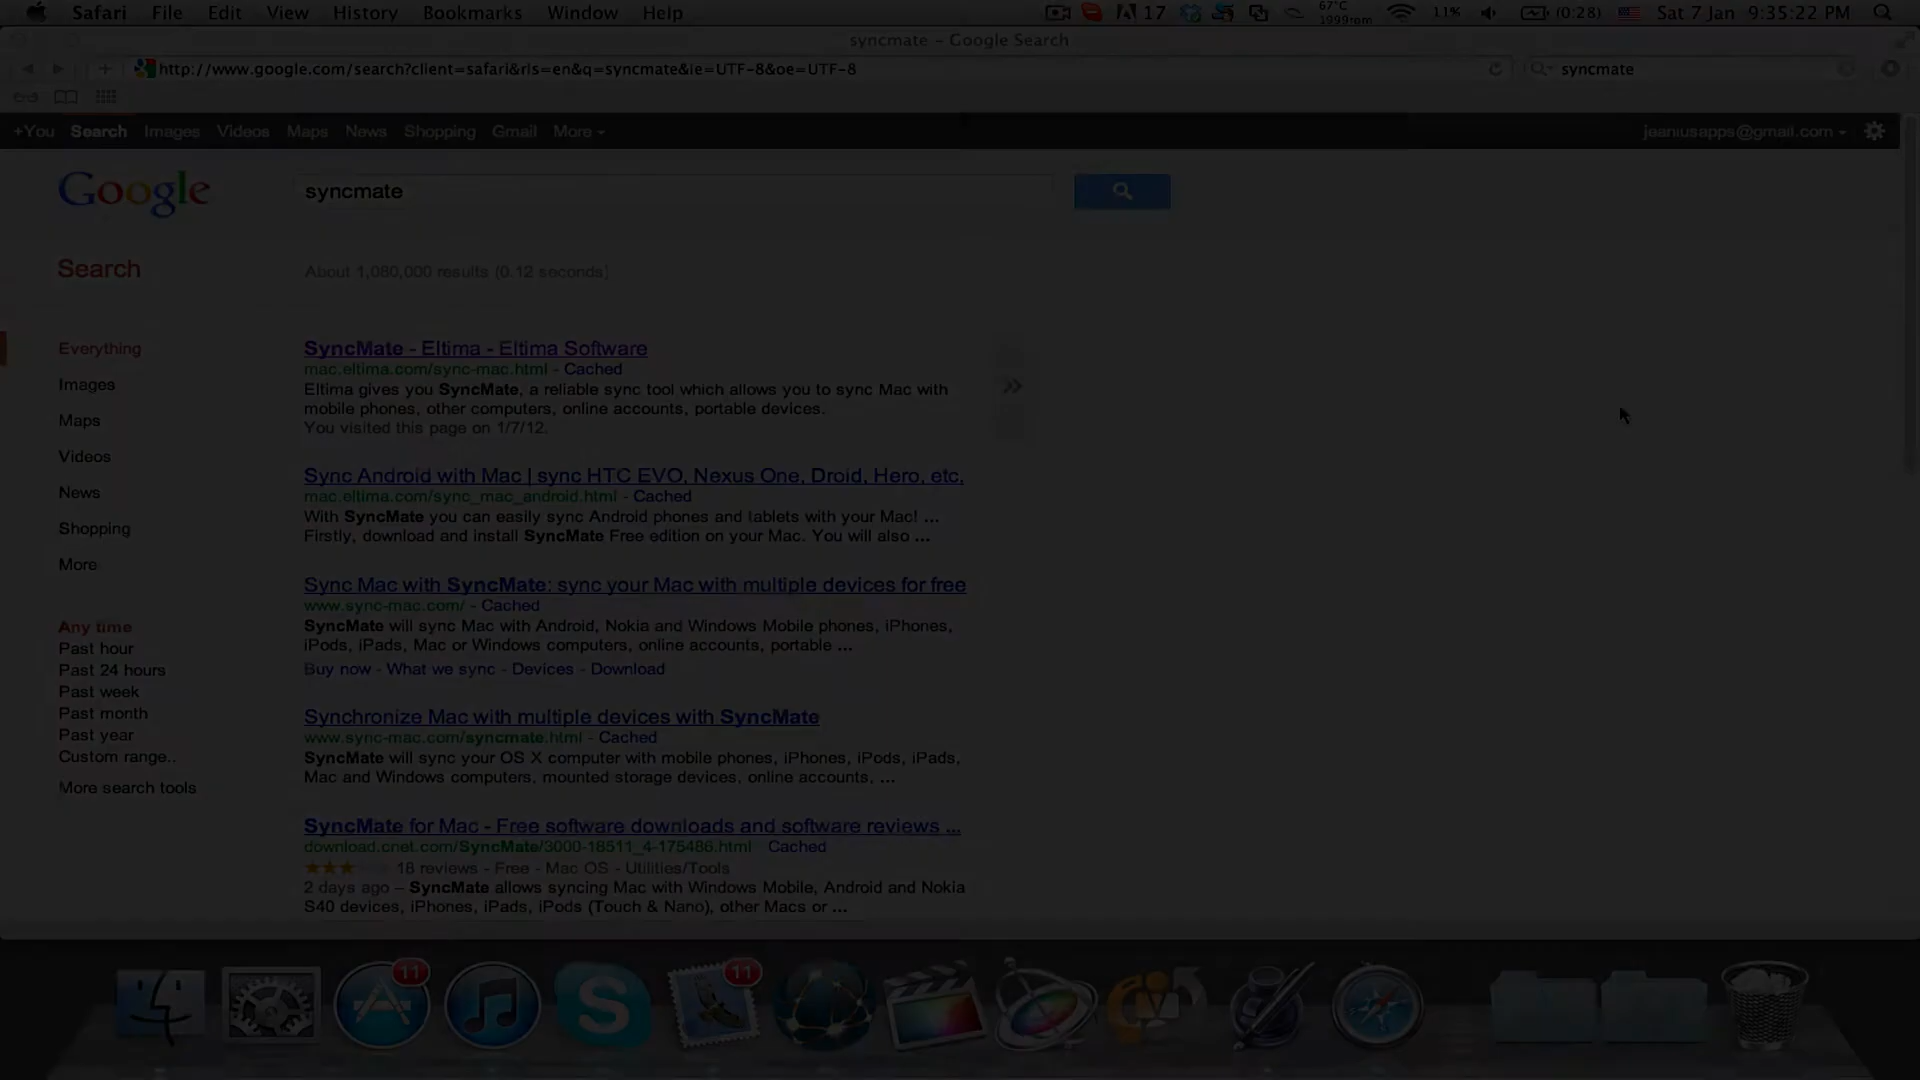 Safari File Edit View History Bookmarks Window Help 17 67°C 1999rpm 11% (0:28) Sat 7 Jan 9:35:22 PM
syncmate - Google Search
http://www.google.com/search?client=safari&rls=en&q=syncmate&ie=UTF-8&oe=UTF-8 syncmate
+You Search Images Videos Maps News Shopping Gmail More jeaniusapps@gmail.com
Google syncmate
Search About 1,080,000 results (0.12 seconds)
Everything
Images
Maps
Videos
News
Shopping
More
Any time
Past hour
Past 24 hours
Past week
Past month
Past year
Custom range..
More search tools
SyncMate - Eltima - Eltima Software
mac.eltima.com/sync-mac.html - Cached
Eltima gives you SyncMate, a reliable sync tool which allows you to sync Mac with
mobile phones, other computers, online accounts, portable devices.
You visited this page on 1/7/12.
Sync Android with Mac | sync HTC EVO, Nexus One, Droid, Hero, etc.
mac.eltima.com/sync_mac_android.html - Cached
With SyncMate you can easily sync Android phones and tablets with your Mac! ...
Firstly, download and install SyncMate Free edition on your Mac. You will also ...
Sync Mac with SyncMate: sync your Mac with multiple devices for free
www.sync-mac.com/ - Cached
SyncMate will sync Mac with Android, Nokia and Windows Mobile phones, iPhones,
iPods, iPads, Mac or Windows computers, online accounts, portable ...
Buy now - What we sync - Devices - Download
Synchronize Mac with multiple devices with SyncMate
www.sync-mac.com/syncmate.html - Cached
SyncMate will sync your OS X computer with mobile phones, iPhones, iPods, iPads,
Mac and Windows computers, mounted storage devices, online accounts, ...
SyncMate for Mac - Free software downloads and software reviews ...
download.cnet.com/SyncMate/3000-18511_4-175486.html Cached
18 reviews - Free - Mac OS - Utilities/Tools
2 days ago – SyncMate allows syncing Mac with Windows Mobile, Android and Nokia
S40 devices, iPhones, iPads, iPods (Touch & Nano), other Macs or ...
11 11